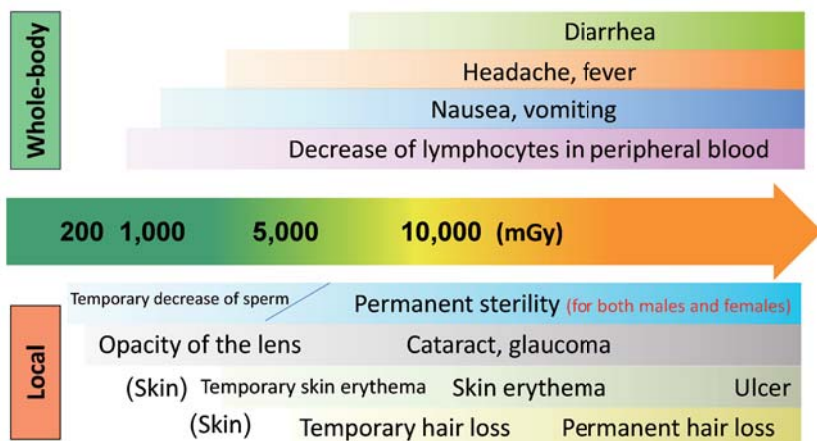 Whole-body
Diarrhea
Headache, fever
Nausea, vomiting
Decrease of lymphocytes in peripheral blood
200 1,000 5,000 10,000 (mGy)
Local
Temporary decrease of sperm / Permanent sterility (for both males and females)
Opacity of the lens Cataract, glaucoma
(Skin) Temporary skin erythema Skin erythema Ulcer
(Skin) Temporary hair loss Permanent hair loss